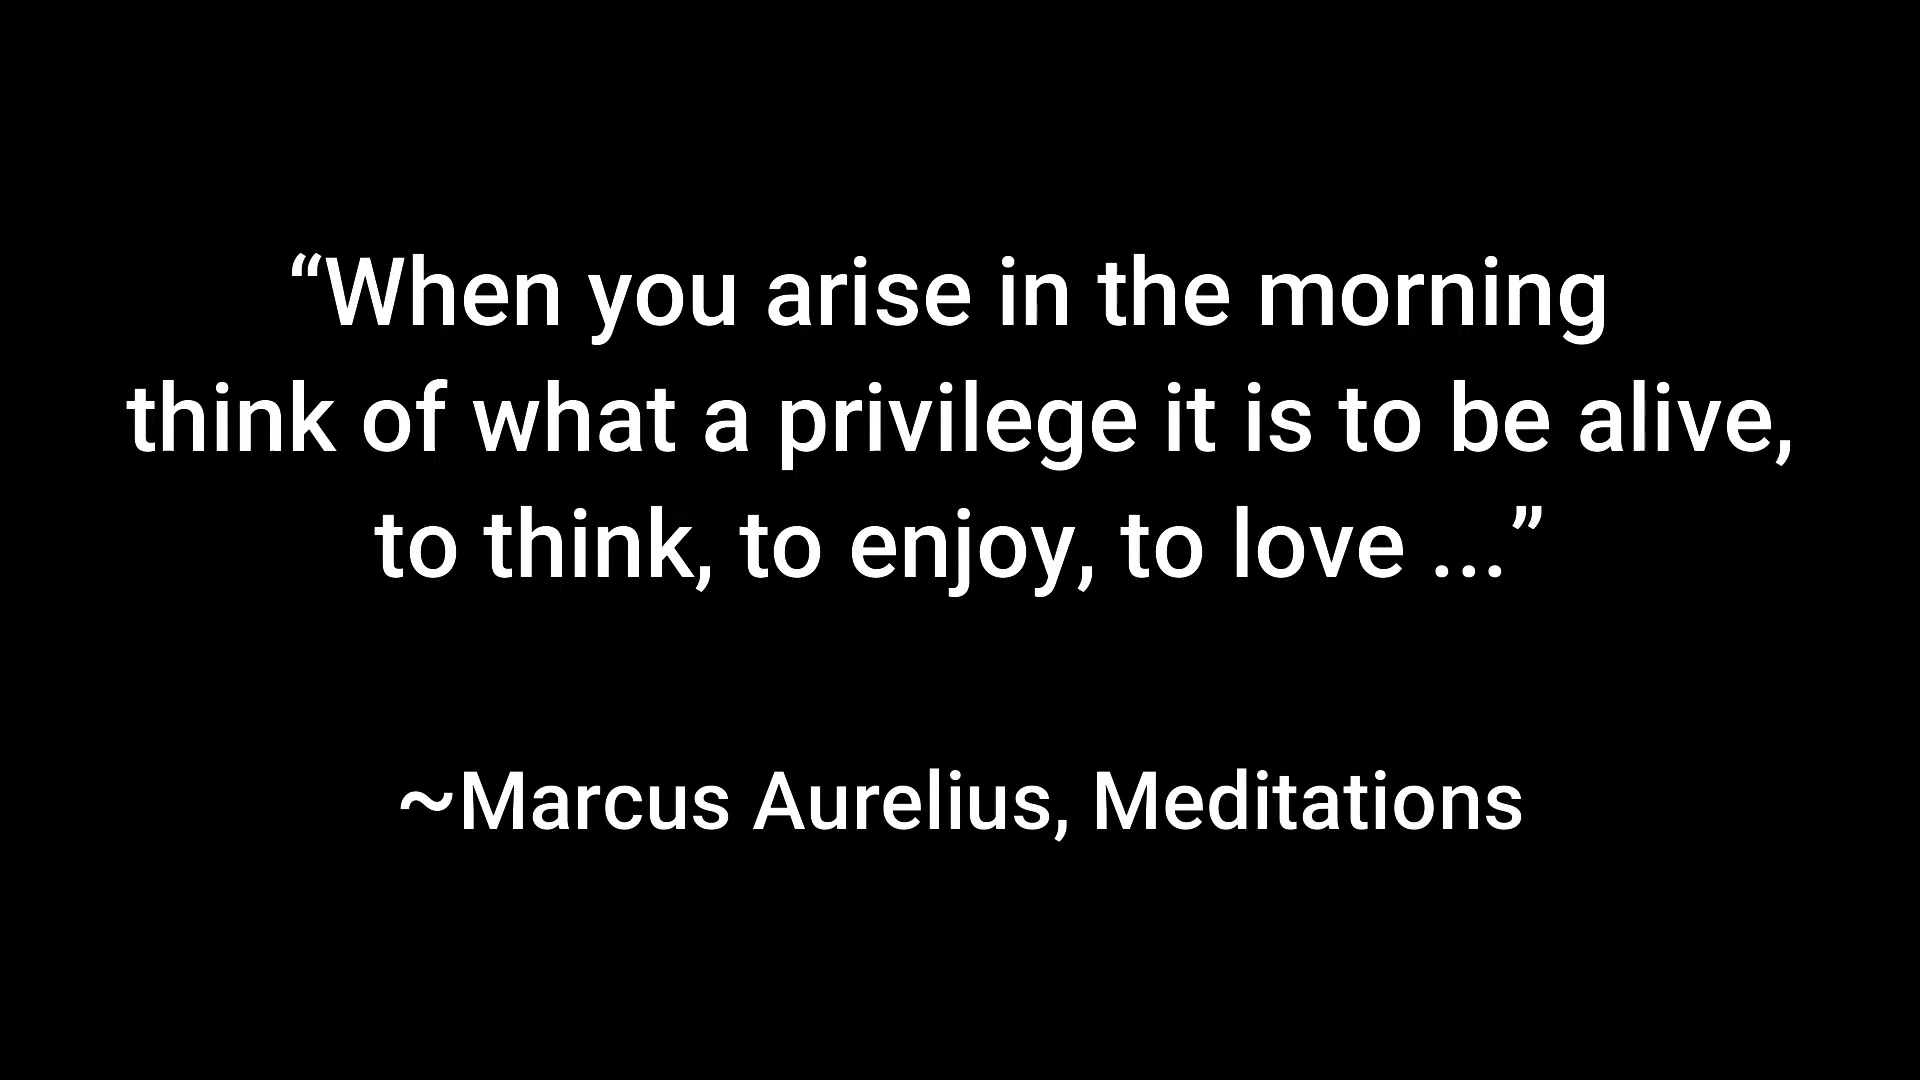 “When you arise in the morning
think of what a privilege it is to be alive,
to think, to enjoy, to love ...”
~Marcus Aurelius, Meditations